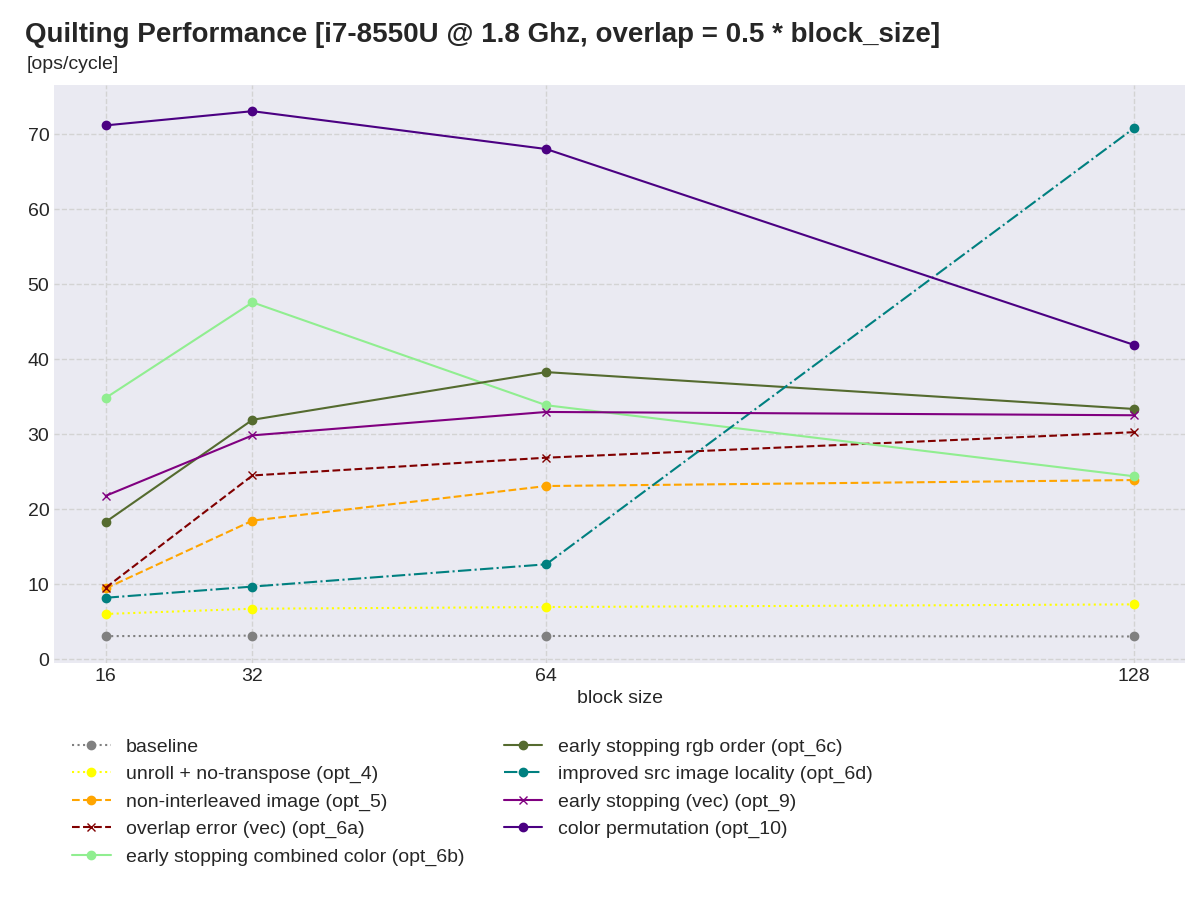 Quilting Performance [i7-8550U @ 1.8 Ghz, overlap = 0.5 * block_size]
[ops/cycle]
70
60
50
40
30
20
10
0
16 32 64 128
block size
baseline
unroll + no-transpose (opt_4)
non-interleaved image (opt_5)
overlap error (vec) (opt_6a)
early stopping combined color (opt_6b)
early stopping rgb order (opt_6c)
improved src image locality (opt_6d)
early stopping (vec) (opt_9)
color permutation (opt_10)